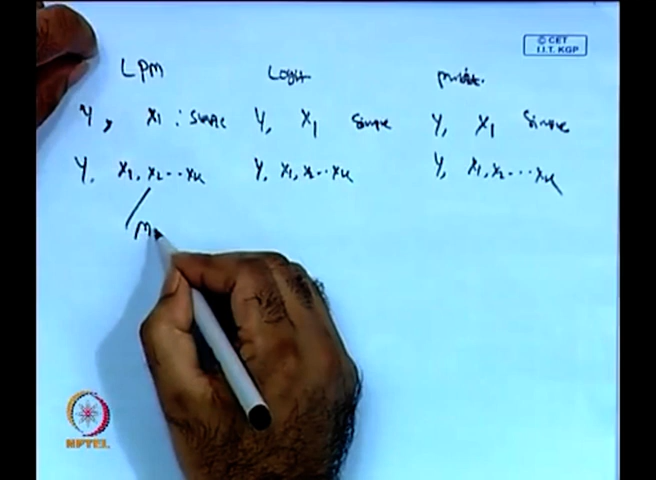 © CET
I.I.T. KGP
LPM Logit Probit
Y, X1 : Simple Y, X1 Simple Y, X1 Simple
Y, X1, X2 ... Xk Y, X1, X2 ... Xk Y, X1, X2 ... Xk
M
NPTEL